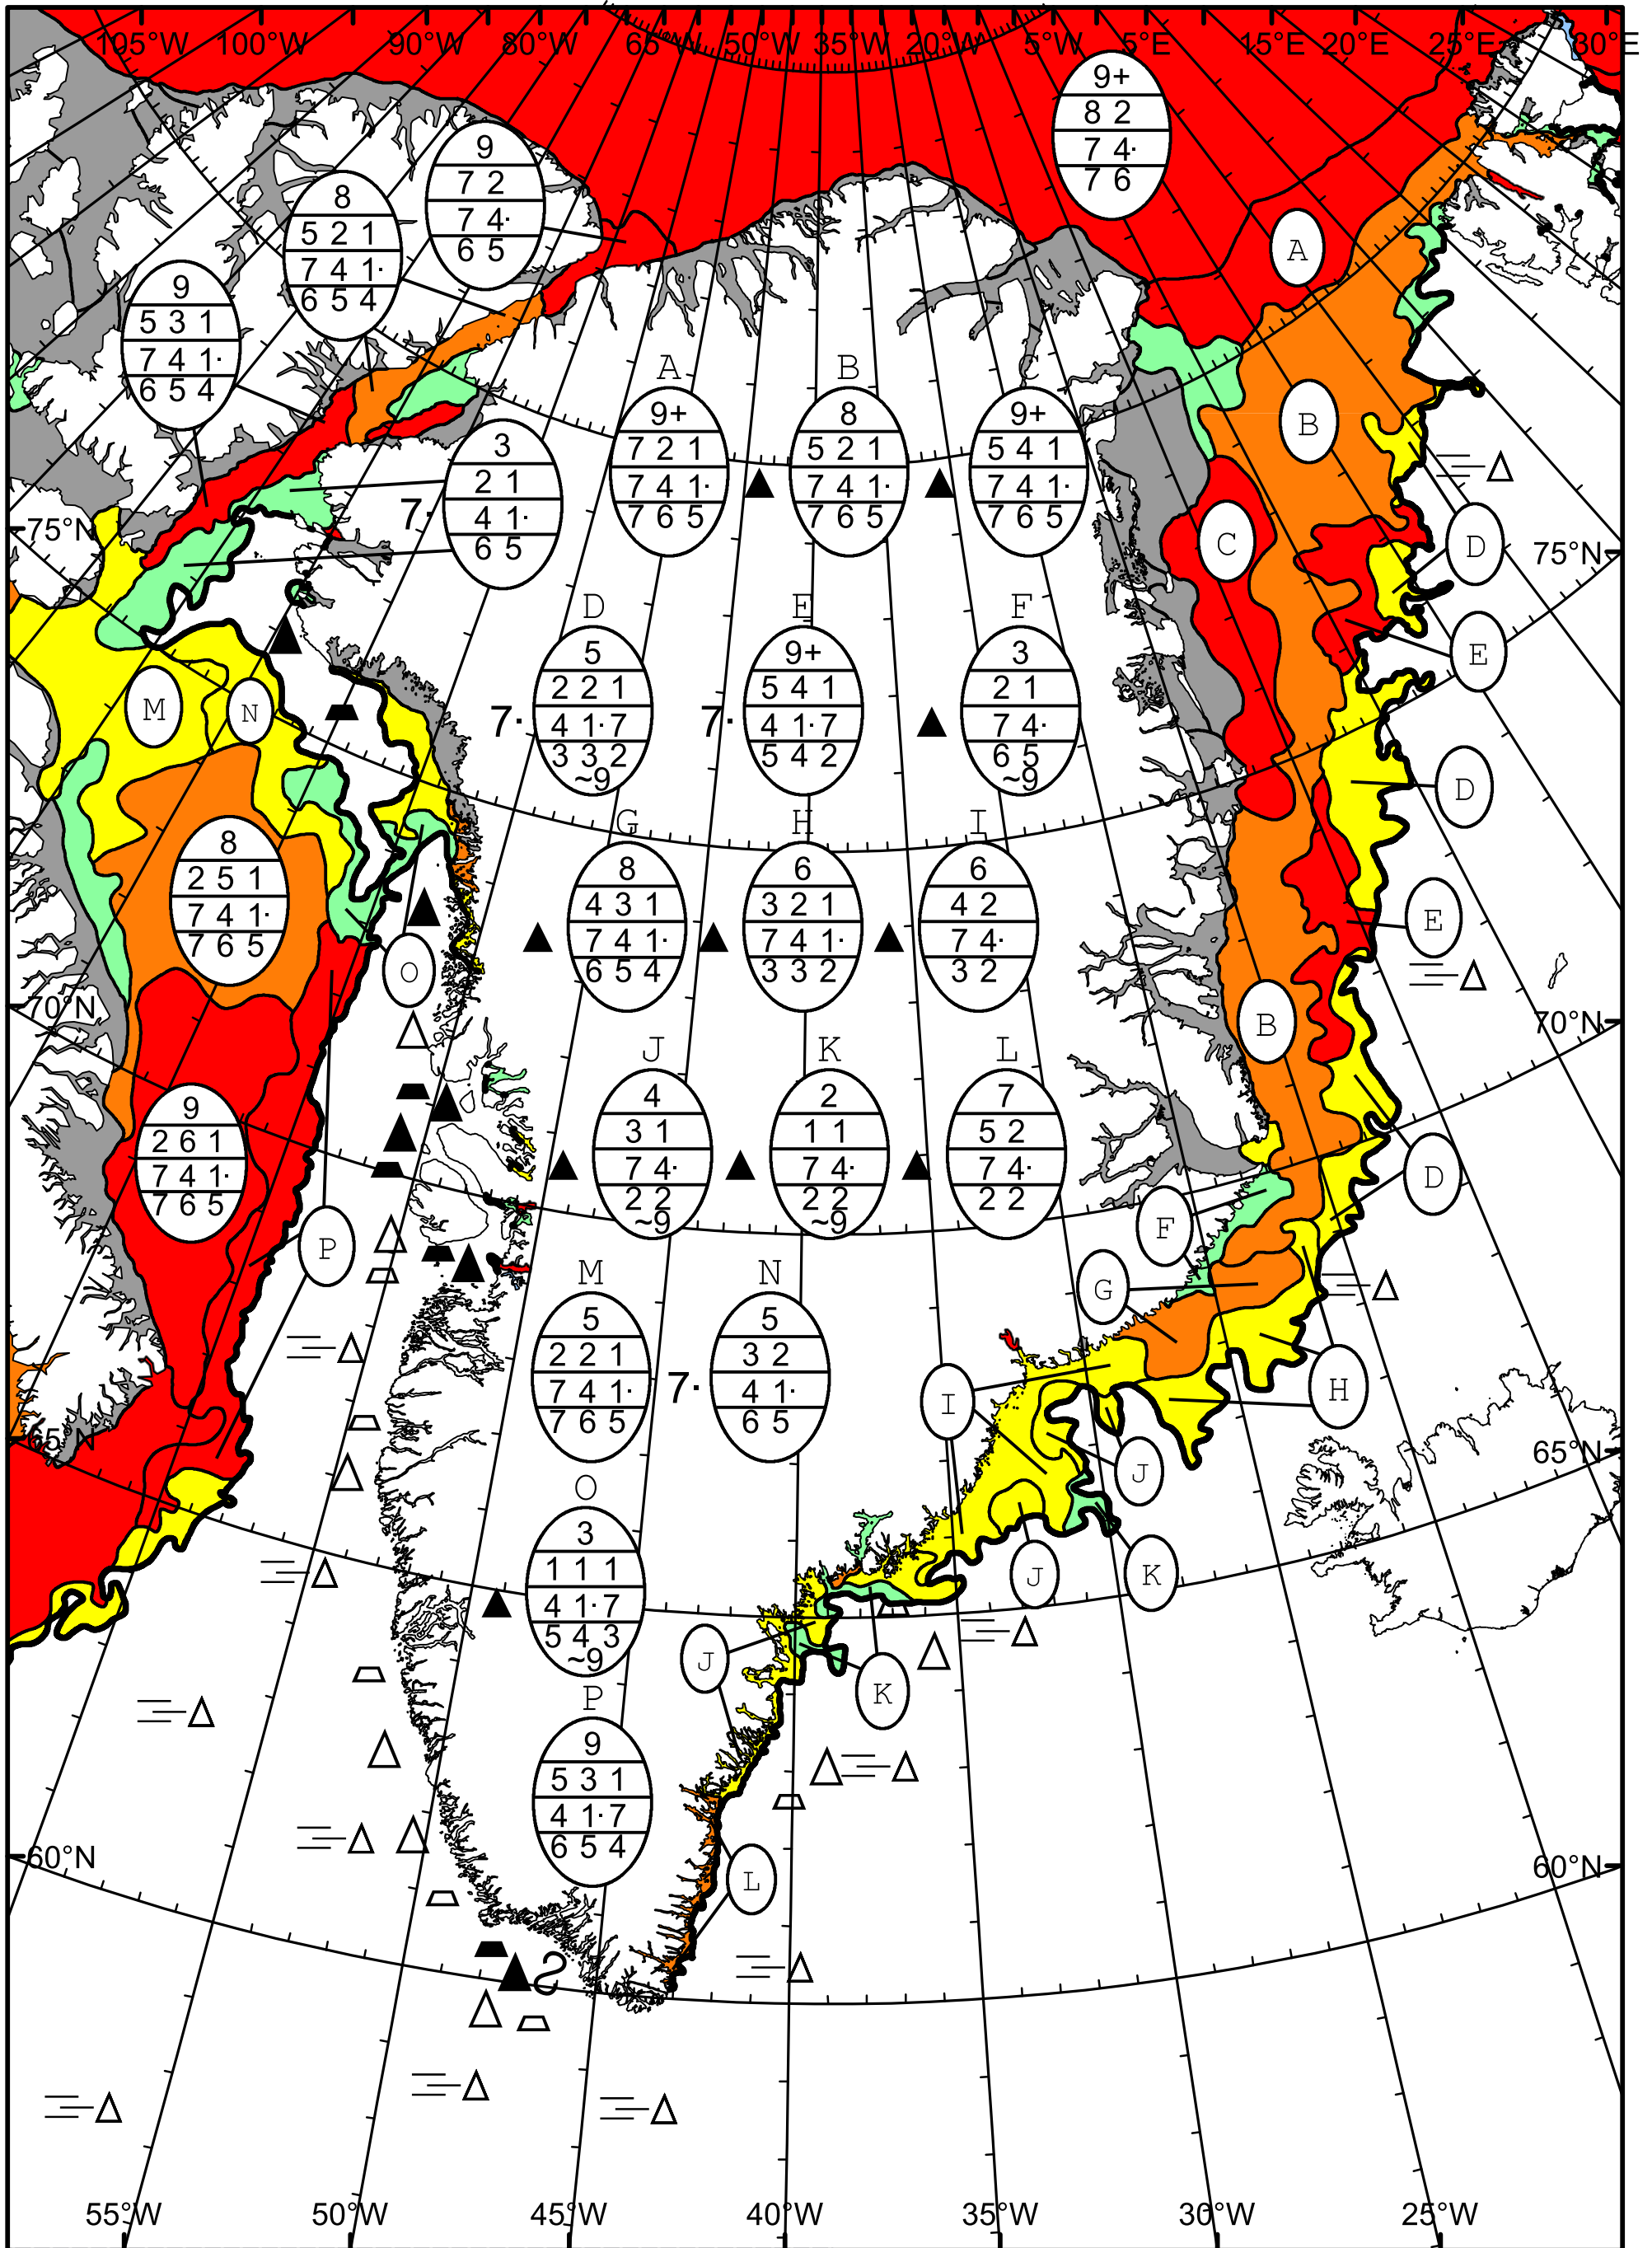 105°W 100°W 90°W 80°W 65°W 50°W 35°W 20°W 5°W 5°E 15°E 20°E 25°E 30°E
9+
8 2
7 4·
7 6
9
7 2
7 4·
6 5
8
5 2 1
7 4 1·
6 5 4
9
5 3 1
7 4 1·
6 5 4
A
B
C
D
E
D
E
B
D
F
G
H
I
J
K
J
J
K
L
3
2 1
7· 4 1·
6 5
A
9+
7 2 1
7 4 1·
7 6 5
B
8
5 2 1
7 4 1·
7 6 5
C
9+
5 4 1
7 4 1·
7 6 5
75°N
75°N
D
5
2 2 1
7· 4 1·7
3 3 2
~9
E
9+
5 4 1
7· 4 1·7
5 4 2
F
3
2 1
7 4·
6 5
~9
M
N
8
2 5 1
7 4 1·
7 6 5
O
G
8
4 3 1
7 4 1·
6 5 4
H
6
3 2 1
7 4 1·
3 3 2
I
6
4 2
7 4·
3 2
70°N
70°N
9
2 6 1
7 4 1·
7 6 5
P
J
4
3 1
7 4·
2 2
~9
K
2
1 1
7 4·
2 2
~9
L
7
5 2
7 4·
2 2
M
5
2 2 1
7 4 1·
7 6 5
N
5
3 2
7· 4 1·
6 5
65°N
65°N
O
3
1 1 1
4 1·7
5 4 3
~9
P
9
5 3 1
4 1·7
6 5 4
60°N
60°N
55°W 50°W 45°W 40°W 35°W 30°W 25°W